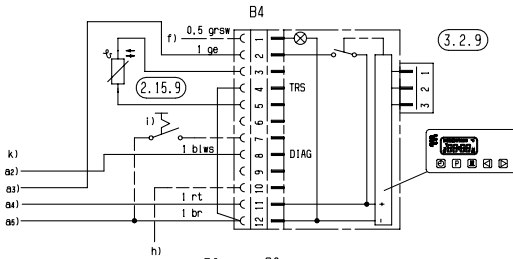 B4
f)
0,5 grsw
1 ge
3.2.9
2.15.9
TRS
i)
k)
1 blws
DIAG
a2)
a3)
a4)
1 rt
a5)
1 br
h)
1
2
3
4
5
6
7
8
9
10
11
12
1
2
3
+
-
P